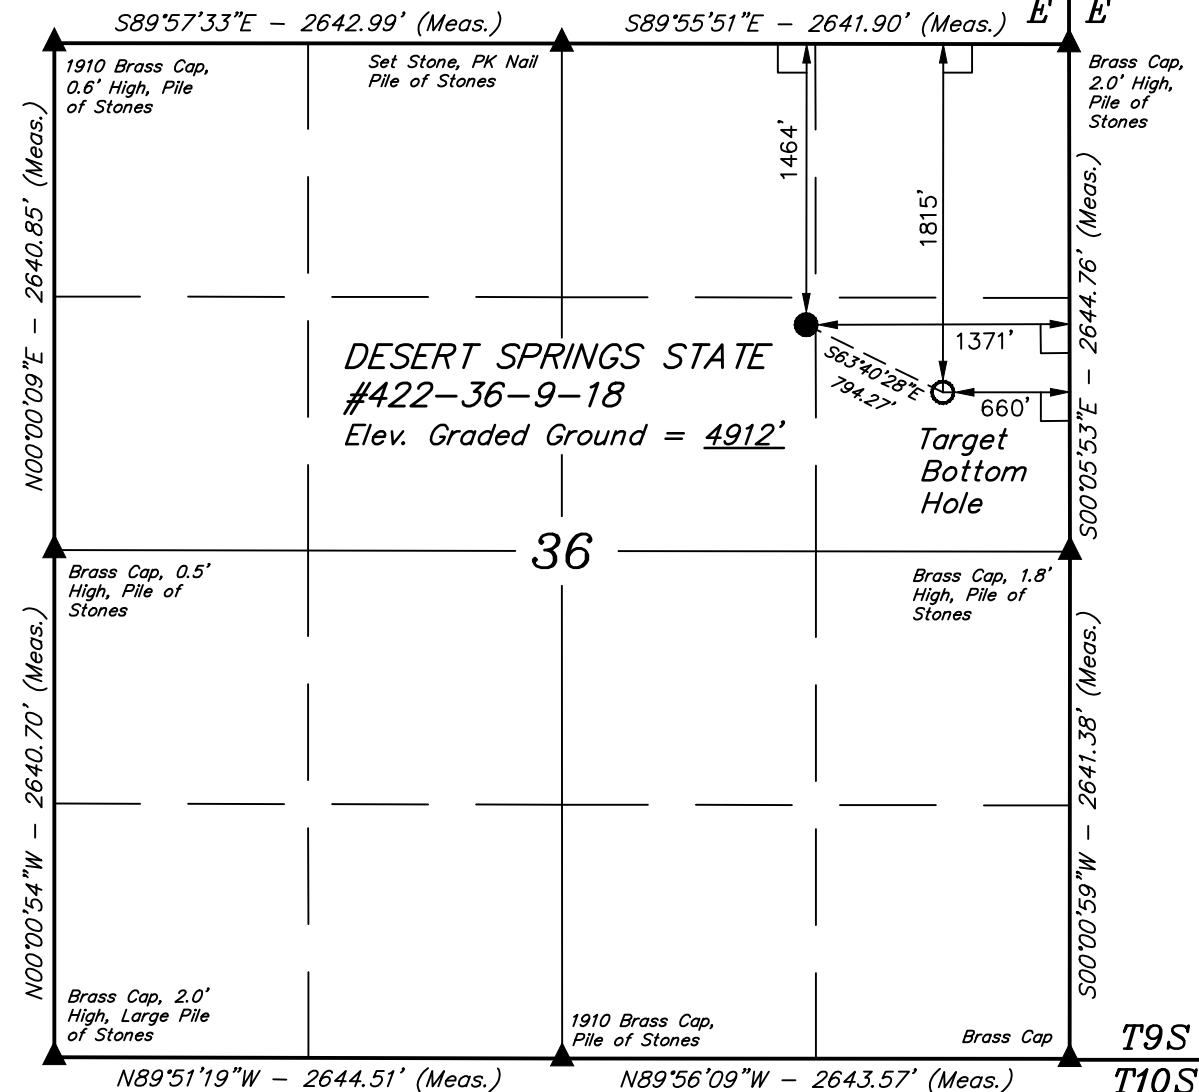 S89°57'33"E - 2642.99' (Meas.)
S89°55'51"E - 2641.90' (Meas.)
E
E
1910 Brass Cap,
0.6' High, Pile
of Stones
Set Stone, PK Nail
Pile of Stones
Brass Cap,
2.0' High,
Pile of
Stones
N00°00'09"E - 2640.85' (Meas.)
1464'
1815'
S00°05'53"E - 2644.76' (Meas.)
1371'
S63°40'28"E
794.27'
660'
DESERT SPRINGS STATE
#422-36-9-18
Elev. Graded Ground = 4912'
Target
Bottom
Hole
36
Brass Cap, 0.5'
High, Pile of
Stones
Brass Cap, 1.8'
High, Pile of
Stones
N00°00'54"W - 2640.70' (Meas.)
S00°00'59"W - 2641.38' (Meas.)
Brass Cap, 2.0'
High, Large Pile
of Stones
1910 Brass Cap,
Pile of Stones
Brass Cap
T9S
T10S
N89°51'19"W - 2644.51' (Meas.)
N89°56'09"W - 2643.57' (Meas.)